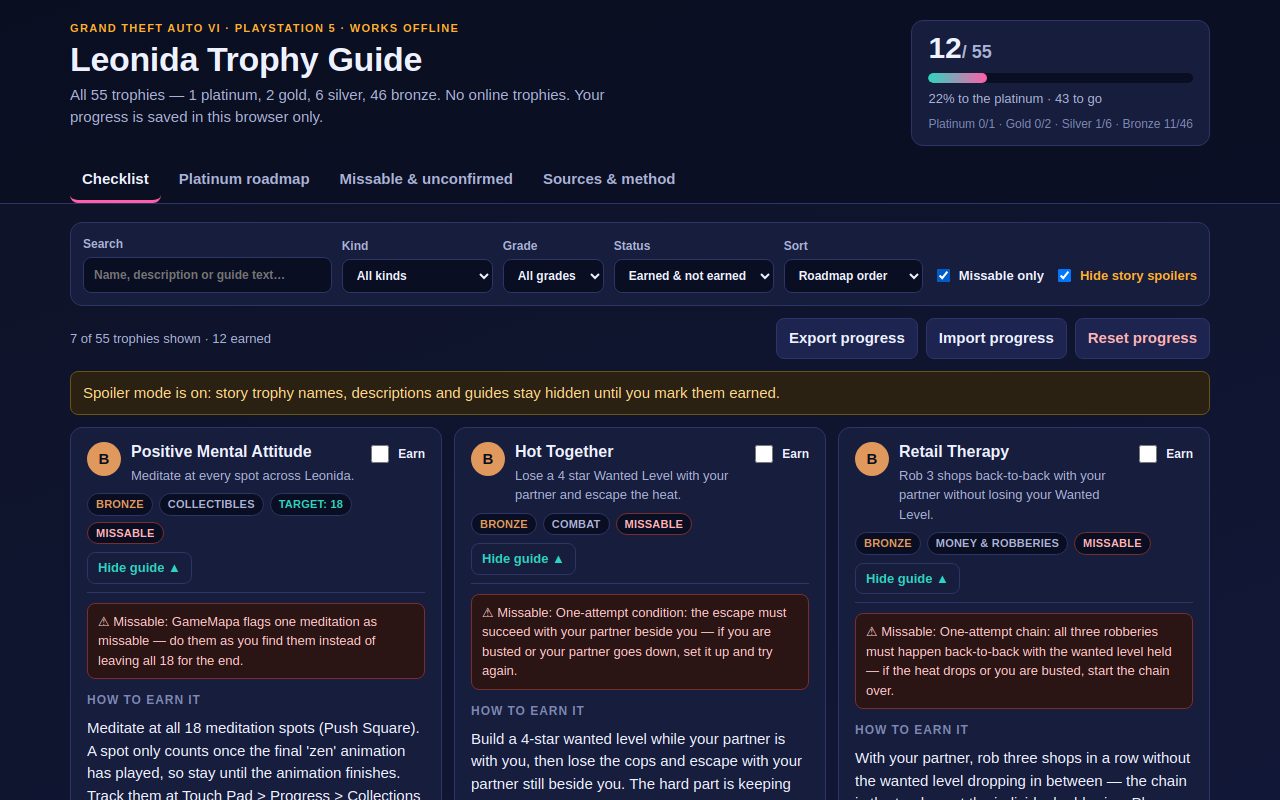 GRAND THEFT AUTO VI · PLAYSTATION 5 · WORKS OFFLINE
Leonida Trophy Guide
All 55 trophies — 1 platinum, 2 gold, 6 silver, 46 bronze. No online trophies. Your
progress is saved in this browser only.
12/ 55
22% to the platinum · 43 to go
Platinum 0/1 · Gold 0/2 · Silver 1/6 · Bronze 11/46
Checklist
Platinum roadmap
Missable & unconfirmed
Sources & method
Search
Name, description or guide text…
Kind
All kinds
Grade
All grades
Status
Earned & not earned
Sort
Roadmap order
Missable only
Hide story spoilers
7 of 55 trophies shown · 12 earned
Export progress
Import progress
Reset progress
Spoiler mode is on: story trophy names, descriptions and guides stay hidden until you mark them earned.
B
Positive Mental Attitude
Earn
Meditate at every spot across Leonida.
BRONZE
COLLECTIBLES
TARGET: 18
MISSABLE
Hide guide ▲
⚠ Missable: GameMapa flags one meditation as
missable — do them as you find them instead of
leaving all 18 for the end.
HOW TO EARN IT
Meditate at all 18 meditation spots (Push Square).
A spot only counts once the final 'zen' animation
has played, so stay until the animation finishes.
Track them at Touch Pad > Progress > Collections
B
Hot Together
Earn
Lose a 4 star Wanted Level with your
partner and escape the heat.
BRONZE
COMBAT
MISSABLE
Hide guide ▲
⚠ Missable: One-attempt condition: the escape must
succeed with your partner beside you — if you are
busted or your partner goes down, set it up and try
again.
HOW TO EARN IT
Build a 4-star wanted level while your partner is
with you, then lose the cops and escape with your
partner still beside you. The hard part is keeping
B
Retail Therapy
Earn
Rob 3 shops back-to-back with your
partner without losing your Wanted
Level.
BRONZE
MONEY & ROBBERIES
MISSABLE
Hide guide ▲
⚠ Missable: One-attempt chain: all three robberies
must happen back-to-back with the wanted level held
— if the heat drops or you are busted, start the chain
over.
HOW TO EARN IT
With your partner, rob three shops in a row without
the wanted level dropping in between — the chain